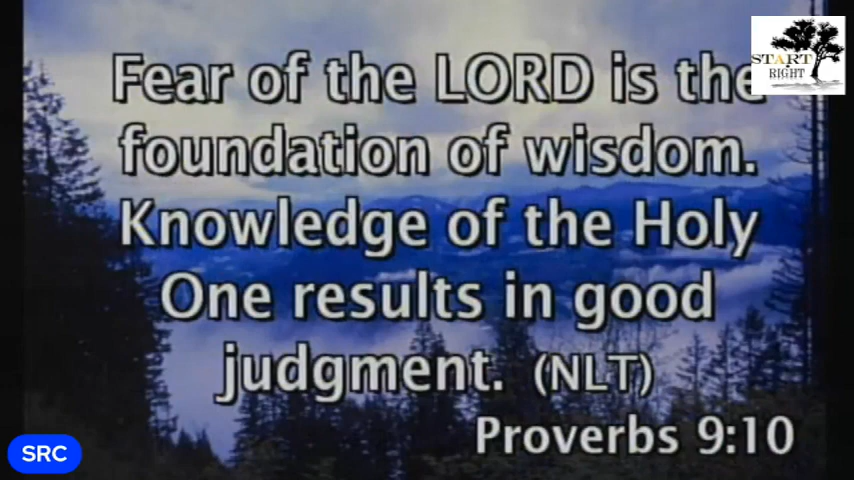 START
RIGHT
Fear of the LORD is the
foundation of wisdom.
Knowledge of the Holy
One results in good
judgment. (NLT)
Proverbs 9:10
SRC